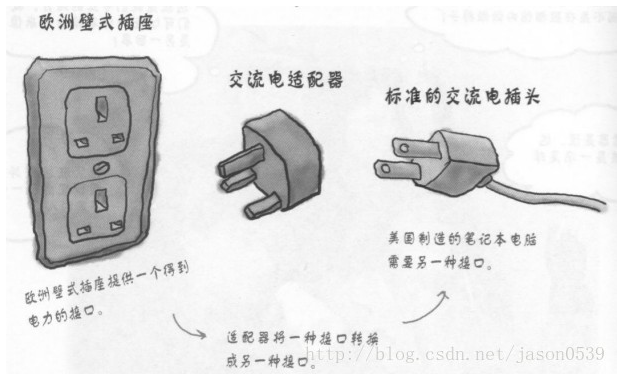 欧洲壁式插座
交流电适配器
标准的交流电插头
美国制造的笔记本电脑
需要另一种接口。
欧洲壁式插座提供一个得到
电力的接口。
适配器将一种接口转换
成另一种接口。
http://blog.csdn.net/jason0539